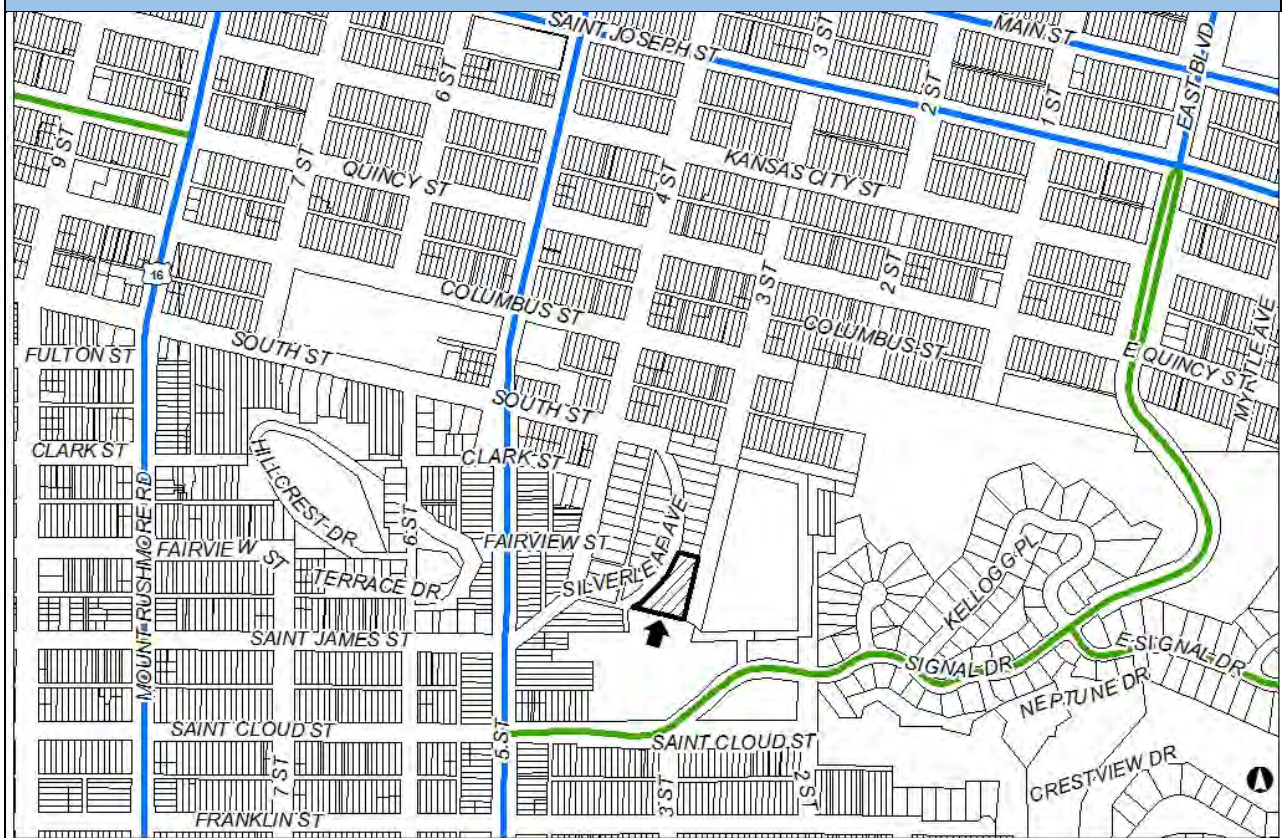 SAINT JOSEPH ST
3 ST
MAIN ST
EAST BLVD
6 ST
2 ST
1 ST
9 ST
7 ST
QUINCY ST
4 ST
KANSAS CITY ST
16
3 ST
2 ST
COLUMBUS ST
COLUMBUS ST
MYRTLE AVE
FULTON ST
SOUTH ST
E QUINCY ST
SOUTH ST
CLARK ST
HILLCREST DR
CLARK ST
6 ST
FAIRVIEW ST
FAIRVIEW ST
SILVERLEAF AVE
KELLOGG PL
TERRACE DR
MOUNT RUSHMORE RD
SAINT JAMES ST
SIGNAL DR
E SIGNAL DR
NEPTUNE DR
SAINT CLOUD ST
5 ST
SAINT CLOUD ST
7 ST
3 ST
2 ST
CRESTVIEW DR
FRANKLIN ST